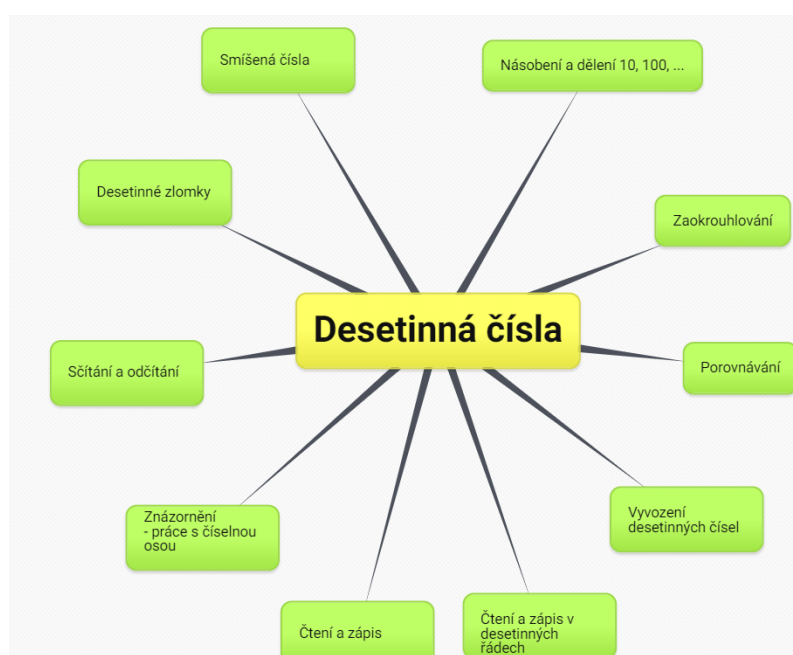 Smíšená čísla
Násobení a dělení 10, 100, ...
Desetinné zlomky
Zaokrouhlování
Desetinná čísla
Sčítání a odčítání
Porovnávání
Znázornění
- práce s číselnou
osou
Vyvození
desetinných čísel
Čtení a zápis
Čtení a zápis v
desetinných
řádech